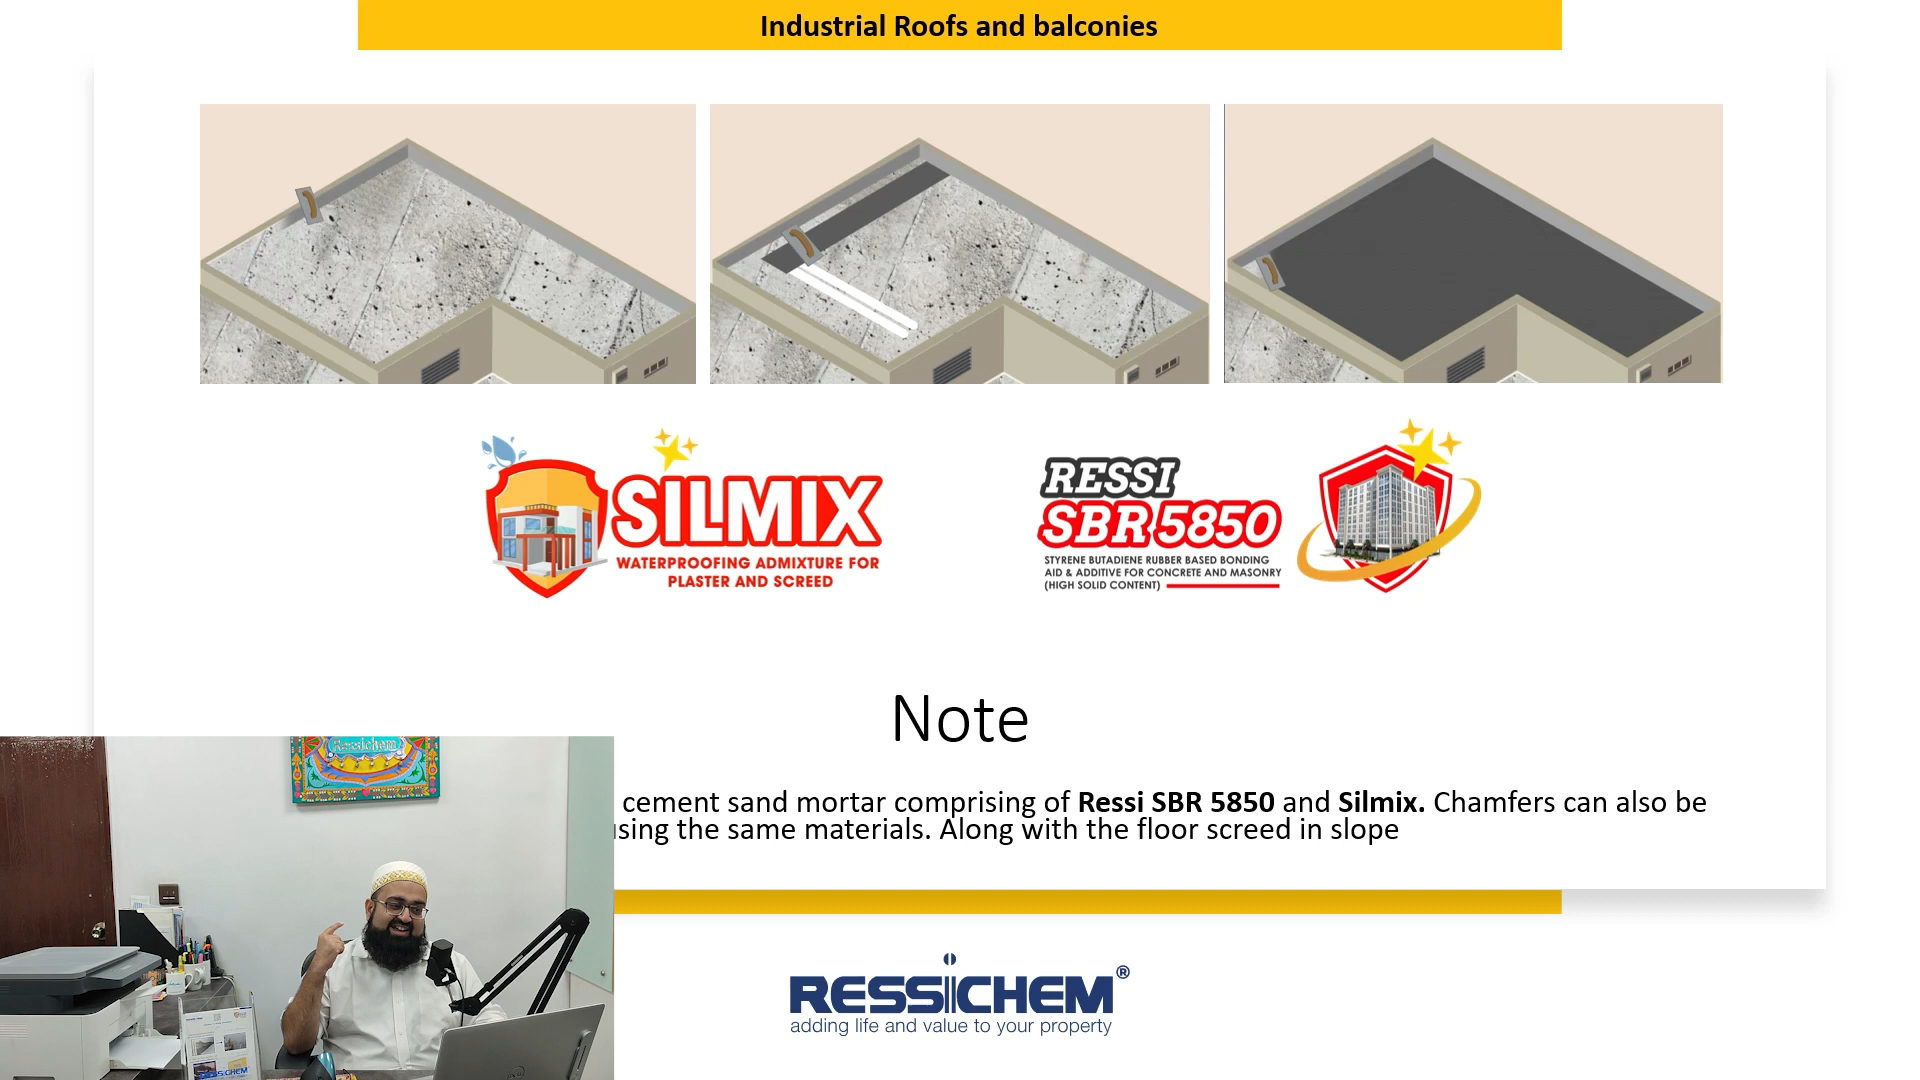 Industrial Roofs and balconies
SILMIX
WATERPROOFING ADMIXTURE FOR
PLASTER AND SCREED
RESSI
SBR 5850
STYRENE BUTADIENE RUBBER BASED BONDING
AID & ADDITIVE FOR CONCRETE AND MASONRY
(HIGH SOLID CONTENT)
Note
cement sand mortar comprising of Ressi SBR 5850 and Silmix. Chamfers can also be
using the same materials. Along with the floor screed in slope
Ressichem
RESSICHEM®
adding life and value to your property